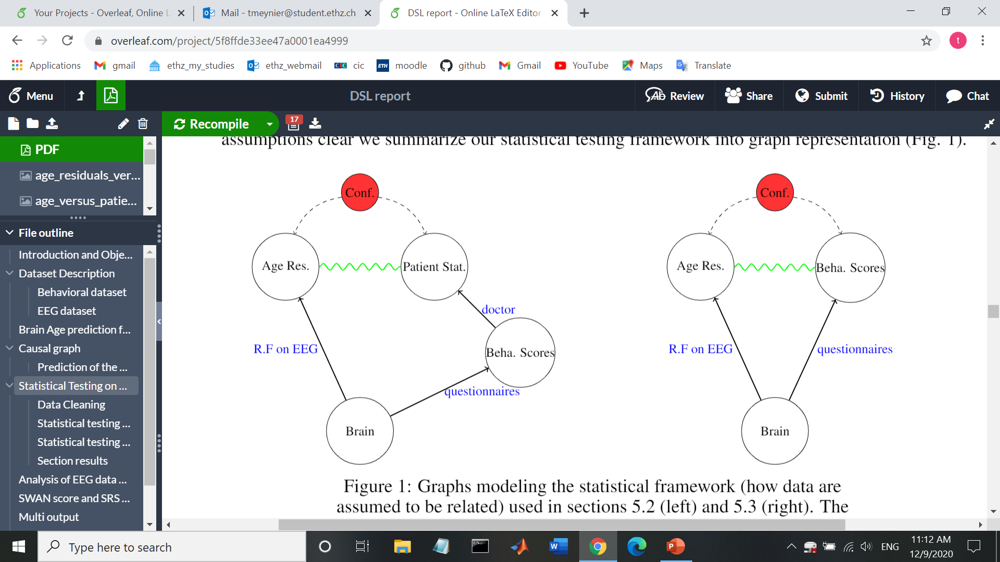 Your Projects - Overleaf, Online L
Mail - tmeynier@student.ethz.ch
DSL report - Online LaTeX Editor
overleaf.com/project/5f8ffde33ee47a0001ea4999
t
Applications
gmail
ethz_my_studies
ethz_webmail
CIC
cic
ETH
moodle
github
Gmail
YouTube
Maps
Translate
Menu
DSL report
Ab
Review
Share
Submit
History
Chat
Recompile
17
PDF
age_residuals_ver...
age_versus_patie...
File outline
Introduction and Obje...
Dataset Description
Behavioral dataset
EEG dataset
Brain Age prediction f...
Causal graph
Prediction of the ...
Statistical Testing on ...
Data Cleaning
Statistical testing ...
Statistical testing ...
Section results
Analysis of EEG data ...
SWAN score and SRS ...
Multi output
assumptions clear we summarize our statistical testing framework into graph representation (Fig. 1).
Conf.
Age Res.
Patient Stat.
doctor
R.F on EEG
Beha. Scores
questionnaires
Brain
Conf.
Age Res.
Beha. Scores
R.F on EEG
questionnaires
Brain
Figure 1: Graphs modeling the statistical framework (how data are
assumed to be related) used in sections 5.2 (left) and 5.3 (right). The
Type here to search
ENG
11:12 AM
12/9/2020